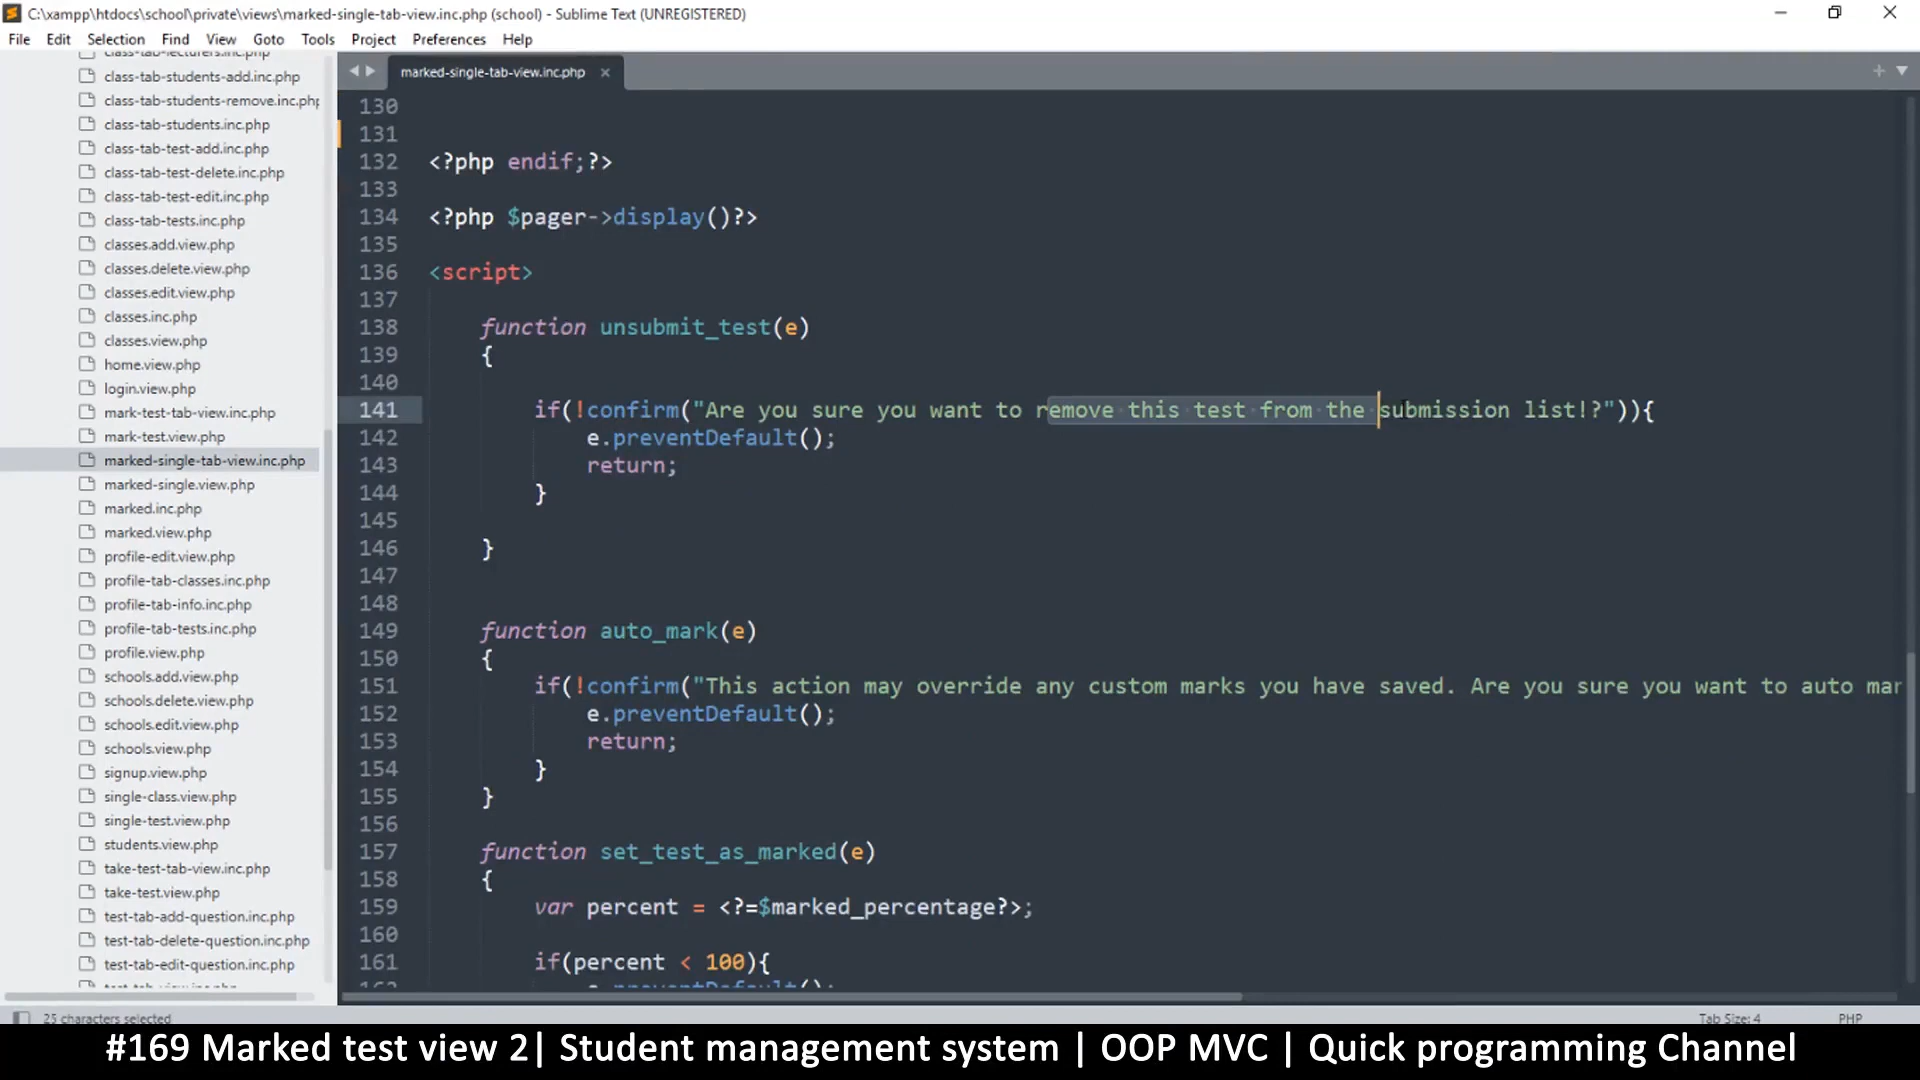 C:\xampp\htdocs\school\private\views\marked-single-tab-view.inc.php (school) - Sublime Text (UNREGISTERED)
File Edit Selection Find View Goto Tools Project Preferences Help
class-tab-lecturers.inc.php
class-tab-students-add.inc.php
class-tab-students-remove.inc.php
class-tab-students.inc.php
class-tab-test-add.inc.php
class-tab-test-delete.inc.php
class-tab-test-edit.inc.php
class-tab-tests.inc.php
classes.add.view.php
classes.delete.view.php
classes.edit.view.php
classes.inc.php
classes.view.php
home.view.php
login.view.php
mark-test-tab-view.inc.php
mark-test.view.php
marked-single-tab-view.inc.php
marked-single.view.php
marked.inc.php
marked.view.php
profile-edit.view.php
profile-tab-classes.inc.php
profile-tab-info.inc.php
profile-tab-tests.inc.php
profile.view.php
schools.add.view.php
schools.delete.view.php
schools.edit.view.php
schools.view.php
signup.view.php
single-class.view.php
single-test.view.php
students.view.php
take-test-tab-view.inc.php
take-test.view.php
test-tab-add-question.inc.php
test-tab-delete-question.inc.php
test-tab-edit-question.inc.php
test-tab-view.inc.php
marked-single-tab-view.inc.php
130
131
132 <?php endif;?>
133
134 <?php $pager->display()?>
135
136 <script>
137
138 function unsubmit_test(e)
139 {
140
141 if(!confirm("Are you sure you want to remove this test from the submission list!?")){
142 e.preventDefault();
143 return;
144 }
145
146 }
147
148
149 function auto_mark(e)
150 {
151 if(!confirm("This action may override any custom marks you have saved. Are you sure you want to auto mar
152 e.preventDefault();
153 return;
154 }
155 }
156
157 function set_test_as_marked(e)
158 {
159 var percent = <?=$marked_percentage?>;
160
161 if(percent < 100){
162 e.preventDefault();
25 characters selected
Tab Size: 4 PHP
#169 Marked test view 2| Student management system | OOP MVC | Quick programming Channel